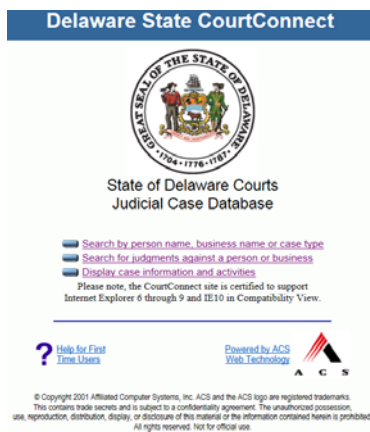 Delaware State CourtConnect
GREAT SEAL OF THE STATE OF DELAWARE
1704 • 1776 • 1787
State of Delaware Courts
Judicial Case Database
Search by person name, business name or case type
Search for judgments against a person or business
Display case information and activities
Please note, the CourtConnect site is certified to support
Internet Explorer 6 through 9 and IE10 in Compatibility View.
? Help for First
Time Users
Powered by ACS
Web Technology
A C S
© Copyright 2001 Affiliated Computer Systems, Inc. ACS and the ACS logo are registered trademarks.
This contains trade secrets and is subject to a confidentiality agreement. The unauthorized possession,
use, reproduction, distribution, display, or disclosure of this material or the information contained herein is prohibited.
All rights reserved. Not for official use.